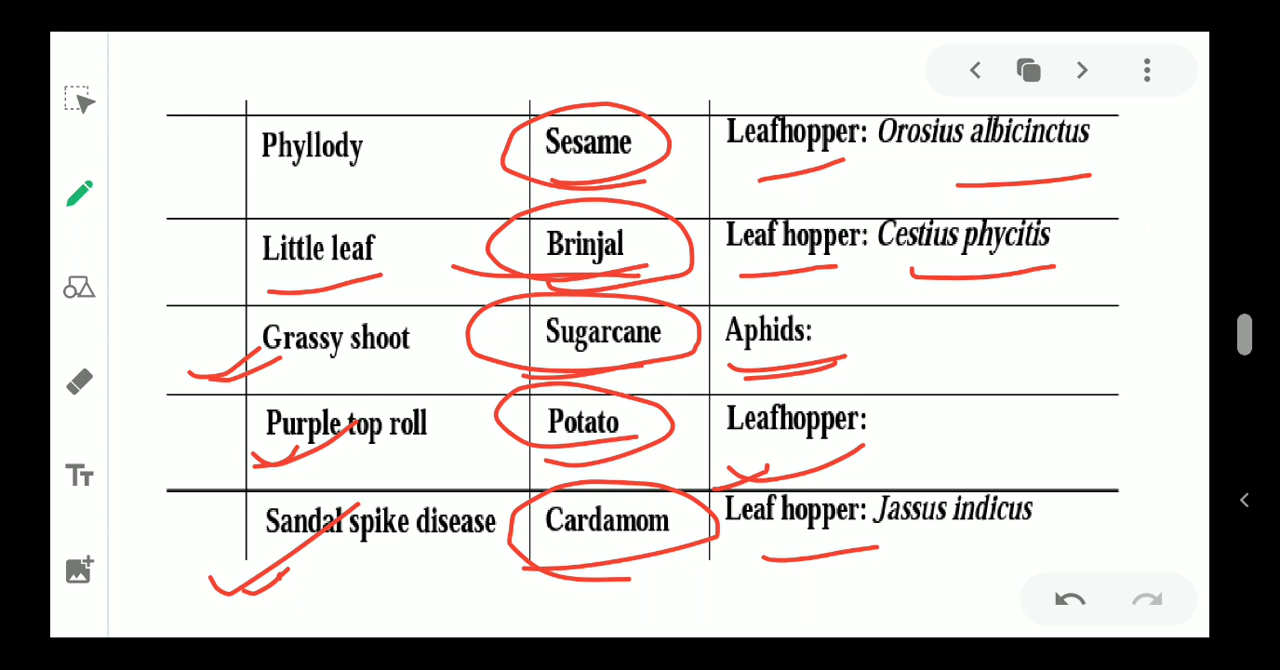 Phyllody Sesame Leafhopper: Orosius albicinctus
Little leaf Brinjal Leaf hopper: Cestius phycitis
Grassy shoot Sugarcane Aphids:
Purple top roll Potato Leafhopper:
Sandal spike disease Cardamom Leaf hopper: Jassus indicus
TT